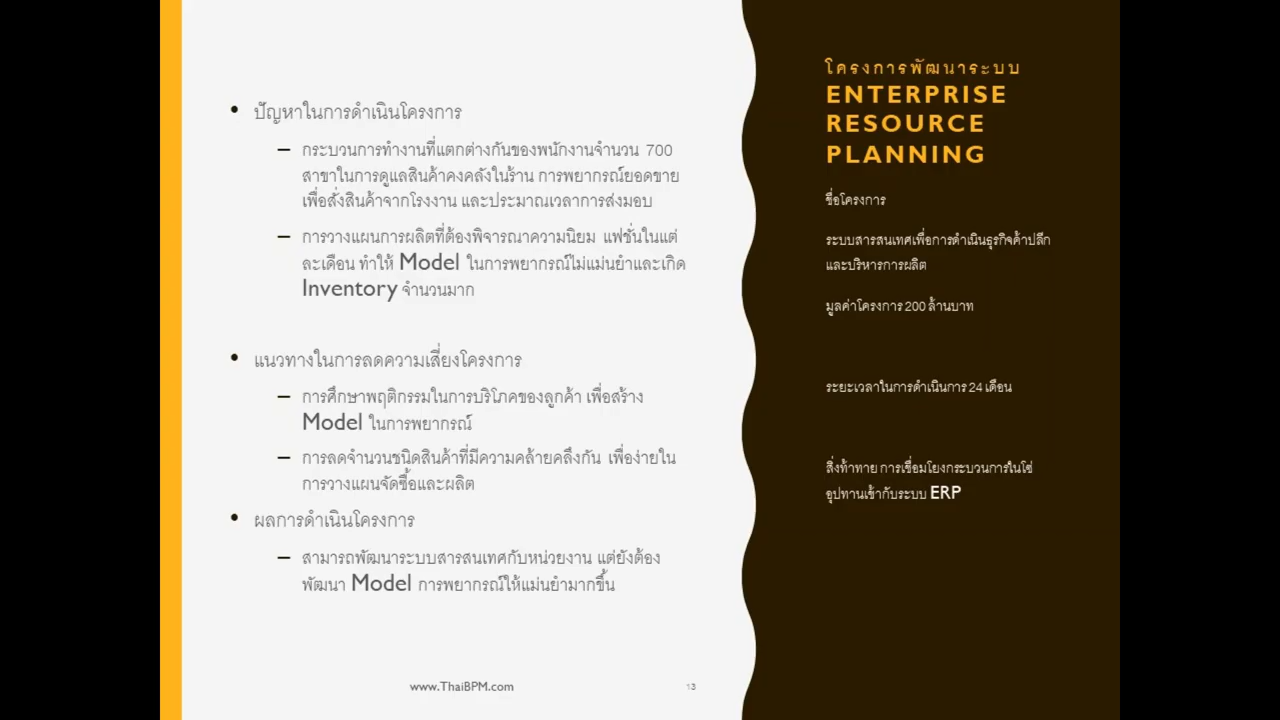 • ปัญหาในการดำเนินโครงการ
– กระบวนการทำงานที่แตกต่างกันของพนักงานจำนวน 700
สาขาในการดูแลสินค้าคงคลังในร้าน การพยากรณ์ยอดขาย
เพื่อสั่งสินค้าจากโรงงาน และประมาณเวลาการส่งมอบ
– การวางแผนการผลิตที่ต้องพิจารณาความนิยม แฟชั่นในแต่
ละเดือน ทำให้ Model ในการพยากรณ์ไม่แม่นยำและเกิด
Inventory จำนวนมาก
• แนวทางในการลดความเสี่ยงโครงการ
– การศึกษาพฤติกรรมในการบริโภคของลูกค้า เพื่อสร้าง
Model ในการพยากรณ์
– การลดจำนวนชนิดสินค้าที่มีความคล้ายคลึงกัน เพื่อง่ายใน
การวางแผนจัดซื้อและผลิต
• ผลการดำเนินโครงการ
– สามารถพัฒนาระบบสารสนเทศกับหน่วยงาน แต่ยังต้อง
พัฒนา Model การพยากรณ์ให้แม่นยำมากขึ้น
www.ThaiBPM.com
13
โครงการพัฒนาระบบ
ENTERPRISE
RESOURCE
PLANNING
ชื่อโครงการ
ระบบสารสนเทศเพื่อการดำเนินธุรกิจค้าปลีก
และบริหารการผลิต
มูลค่าโครงการ 200 ล้านบาท
ระยะเวลาในการดำเนินการ 24 เดือน
สิ่งท้าทาย การเชื่อมโยงกระบวนการในโซ่
อุปทานเข้ากับระบบ ERP